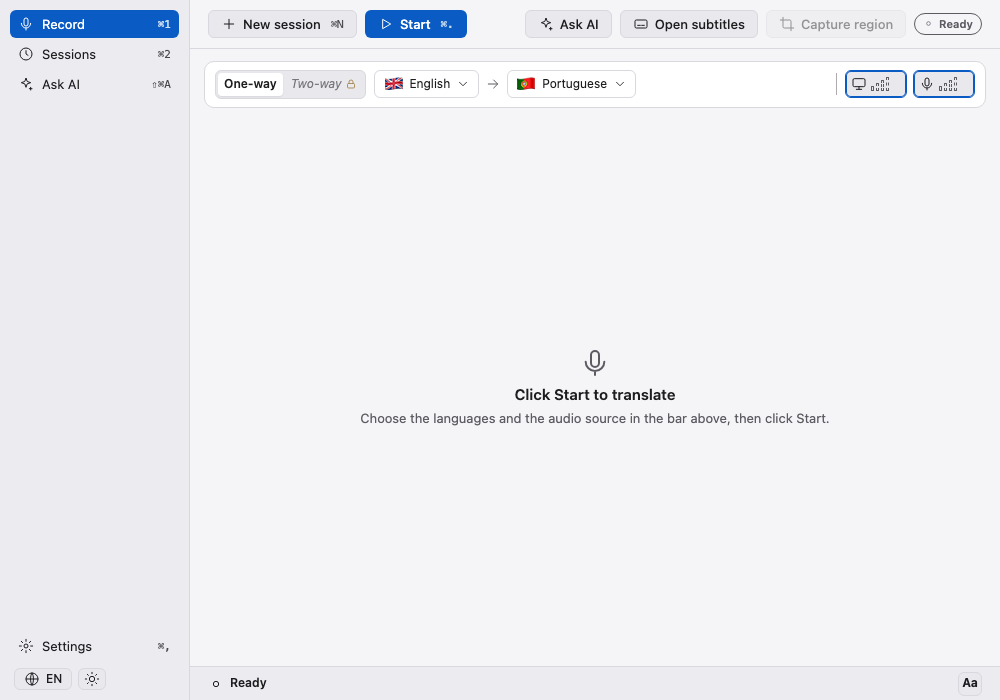 Record ⌘1
Sessions ⌘2
Ask AI ⇧⌘A
New session ⌘N
Start ⌘.
Ask AI
Open subtitles
Capture region
Ready
One-way
Two-way
English
Portuguese
Click Start to translate
Choose the languages and the audio source in the bar above, then click Start.
Settings ⌘,
EN
Ready
Aa